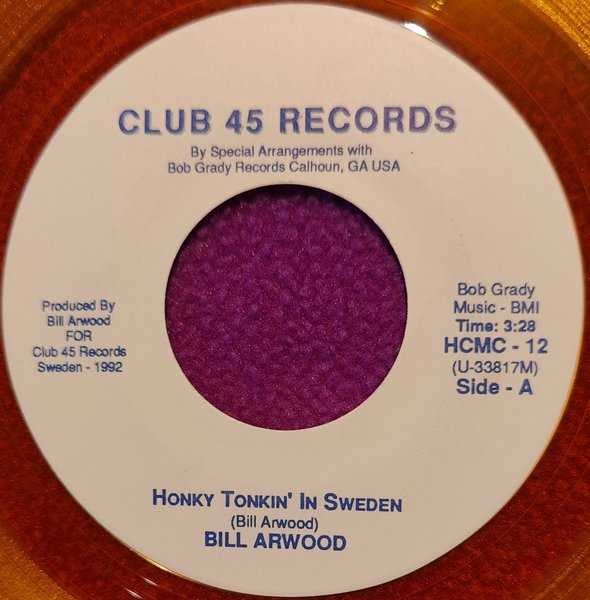 CLUB 45 RECORDS
By Special Arrangements with
Bob Grady Records Calhoun, GA USA
Produced By
Bill Arwood
FOR
Club 45 Records
Sweden - 1992
Bob Grady
Music - BMI
Time: 3:28
HCMC - 12
(U-33817M)
Side - A
HONKY TONKIN' IN SWEDEN
(Bill Arwood)
BILL ARWOOD